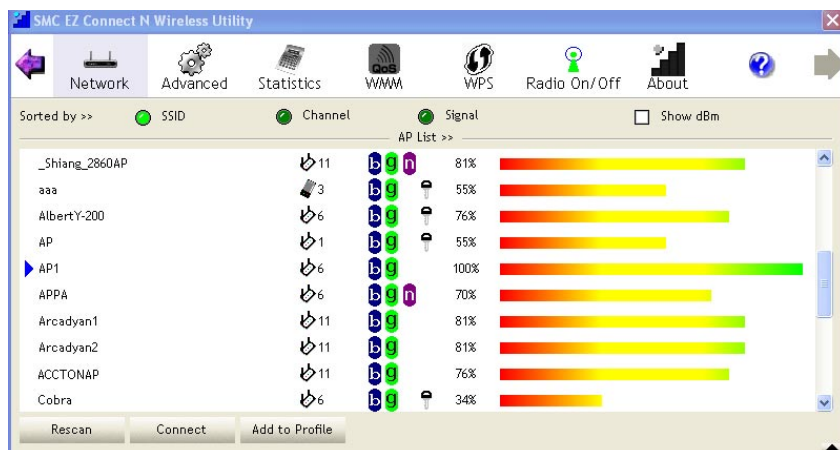 SMC EZ Connect N Wireless Utility
Network Advanced Statistics QoS WMM WPS Radio On/Off About ?
Sorted by >> SSID Channel Signal Show dBm
AP List >>
_Shiang_2860AP 11 b g n 81%
aaa 3 b g 55%
AlbertY-200 6 b g 76%
AP 1 b g 55%
AP1 6 b g 100%
APPA 6 b g n 70%
Arcadyan1 11 b g 81%
Arcadyan2 11 b g 81%
ACCTONAP 11 b g 76%
Cobra 6 b g 34%
Rescan Connect Add to Profile